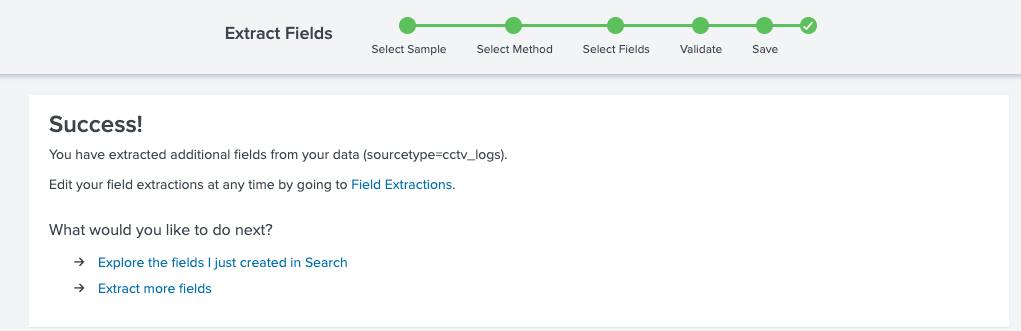 Extract Fields
Select Sample
Select Method
Select Fields
Validate
Save
Success!
You have extracted additional fields from your data (sourcetype=cctv_logs).
Edit your field extractions at any time by going to Field Extractions.
What would you like to do next?
→ Explore the fields I just created in Search
→ Extract more fields